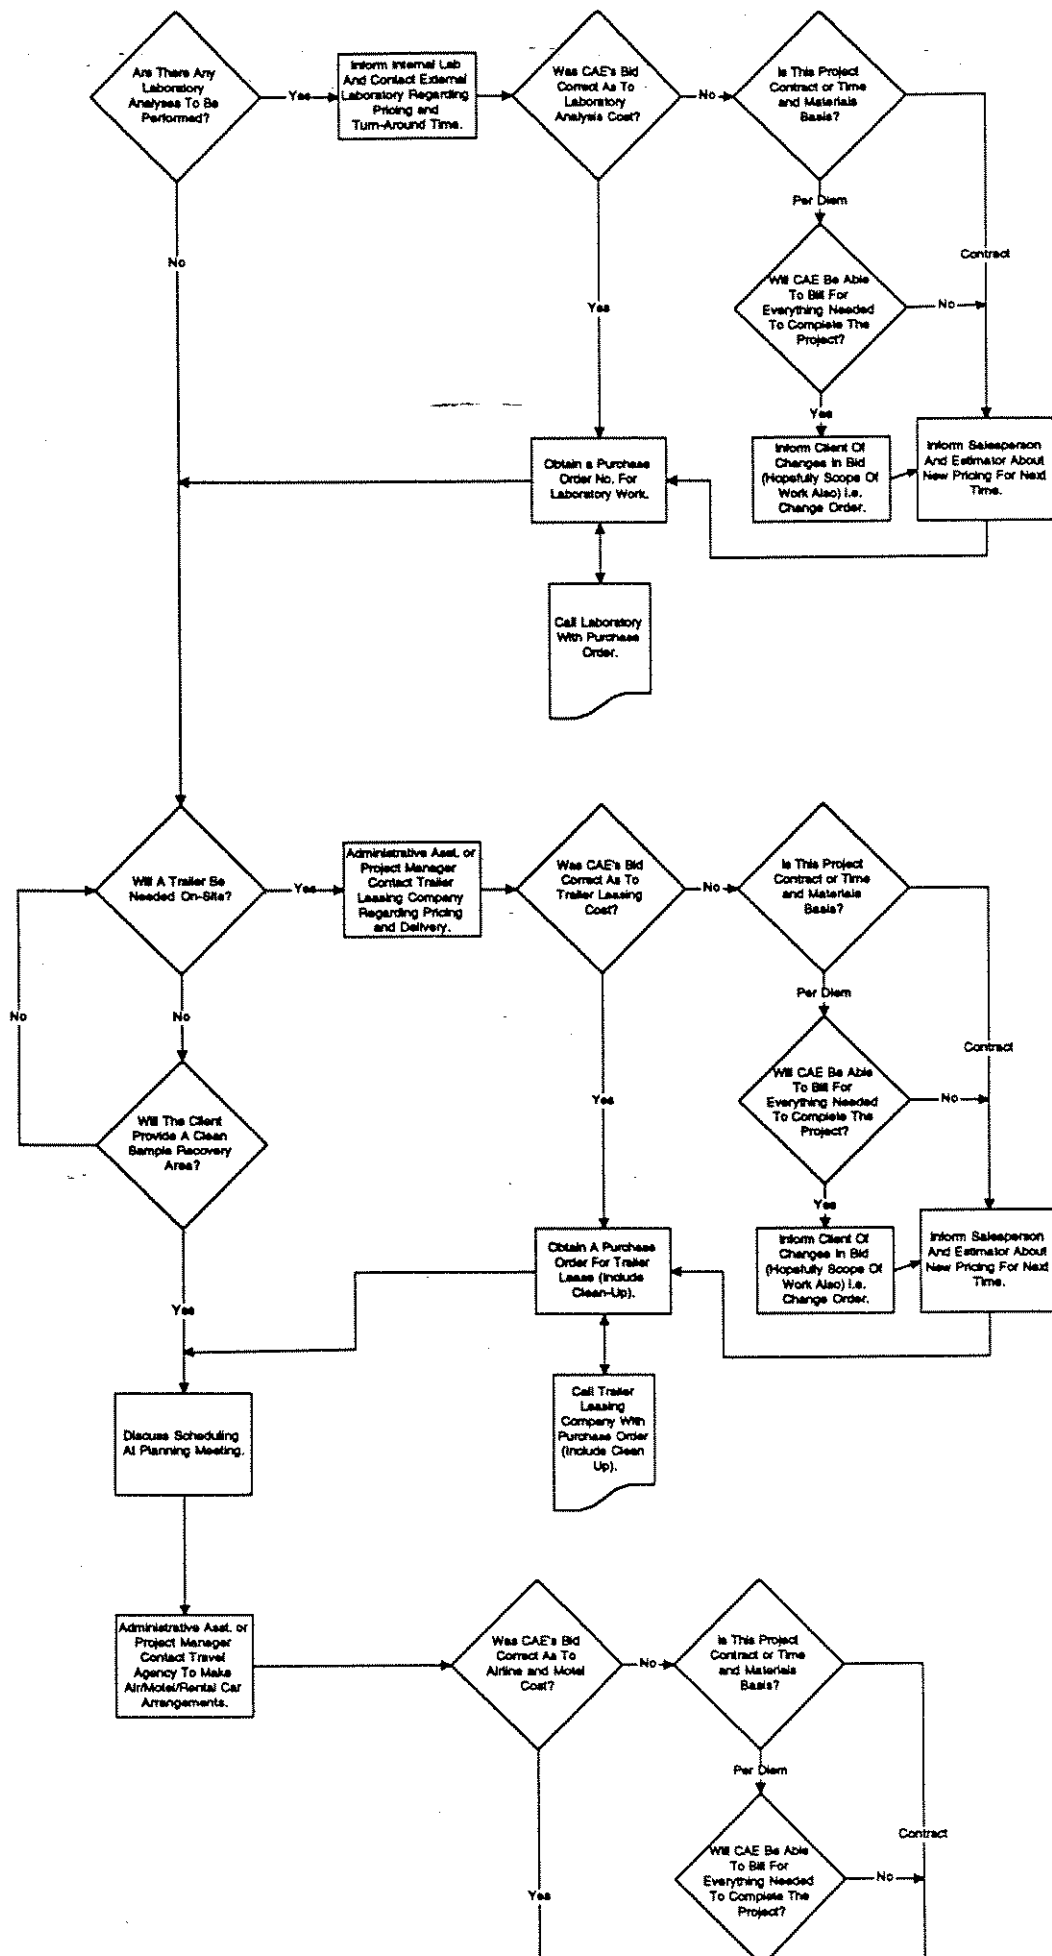 Are There Any
Laboratory
Analyses To Be
Performed?
Yes
Inform Internal Lab
And Contact External
Laboratory Regarding
Pricing and
Turn-Around Time.
Was CAE's Bid
Correct As To
Laboratory
Analysis Cost?
No
Is This Project
Contract or Time
and Materials
Basis?
Per Diem
No
Contract
Will CAE Be Able
To Bill For
Everything Needed
To Complete The
Project?
No
Yes
Yes
Obtain a Purchase
Order No. For
Laboratory Work.
Inform Client Of
Changes In Bid
(Hopefully Scope Of
Work Also) i.e.
Change Order.
Inform Salesperson
And Estimator About
New Pricing For Next
Time.
Call Laboratory
With Purchase
Order.
Will A Trailer Be
Needed On-Site?
Yes
Administrative Asst. or
Project Manager
Contact Trailer
Leasing Company
Regarding Pricing
and Delivery.
Was CAE's Bid
Correct As To
Trailer Leasing
Cost?
No
Is This Project
Contract or Time
and Materials
Basis?
Per Diem
No
No
Contract
Will The Client
Provide A Clean
Sample Recovery
Area?
Will CAE Be Able
To Bill For
Everything Needed
To Complete The
Project?
No
Yes
Yes
Obtain A Purchase
Order For Trailer
Lease (Include
Clean-Up).
Inform Client Of
Changes In Bid
(Hopefully Scope Of
Work Also) i.e.
Change Order.
Inform Salesperson
And Estimator About
New Pricing For Next
Time.
Yes
Discuss Scheduling
At Planning Meeting.
Call Trailer
Leasing
Company With
Purchase Order
(Include Clean
Up).
Administrative Asst. or
Project Manager
Contact Travel
Agency To Make
Air/Motel/Rental Car
Arrangements.
Was CAE's Bid
Correct As To
Airline and Motel
Cost?
No
Is This Project
Contract or Time
and Materials
Basis?
Per Diem
Contract
Will CAE Be Able
To Bill For
Everything Needed
To Complete The
Project?
No
Yes